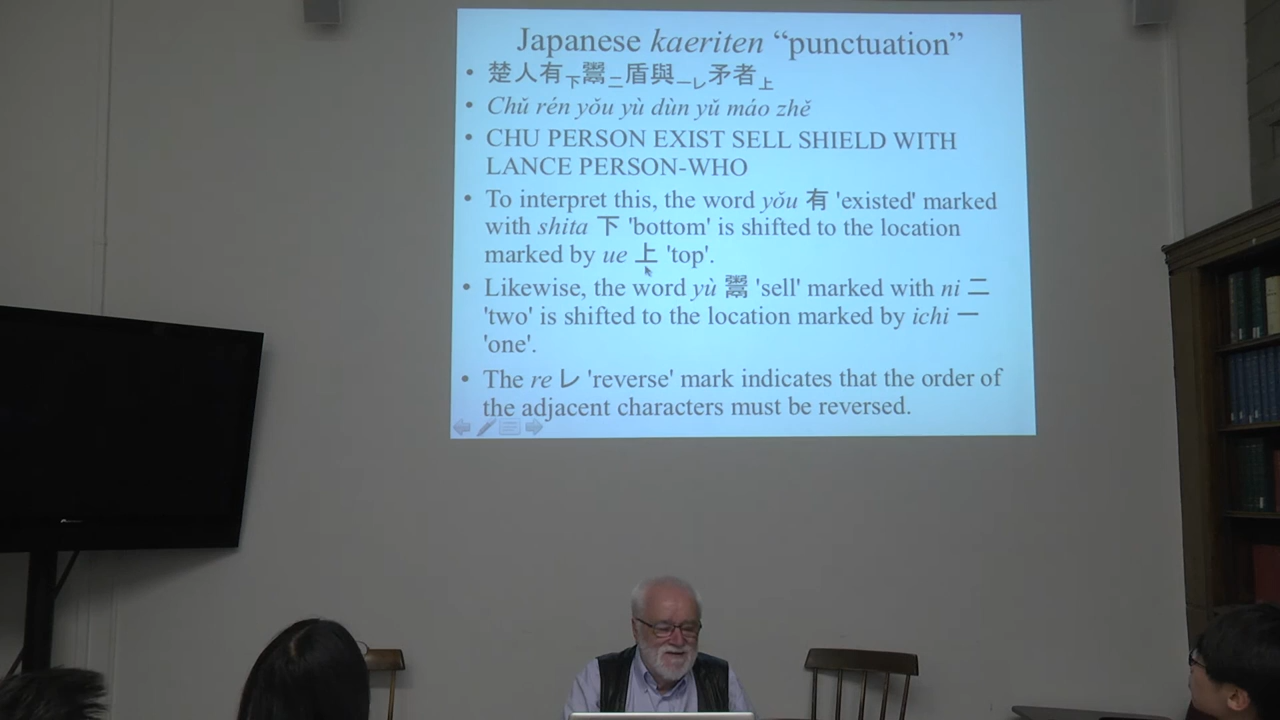 Japanese kaeriten “punctuation”
• 楚人有下鬻二盾與一レ矛者上
• Chŭ rén yŏu yù dùn yŭ máo zhě
• CHU PERSON EXIST SELL SHIELD WITH
LANCE PERSON-WHO
• To interpret this, the word yŏu 有 'existed' marked
with shita 下 'bottom' is shifted to the location
marked by ue 上 'top'.
• Likewise, the word yù 鬻 'sell' marked with ni 二
'two' is shifted to the location marked by ichi 一
'one'.
• The re レ 'reverse' mark indicates that the order of
the adjacent characters must be reversed.